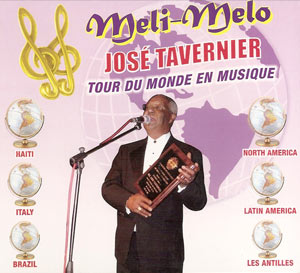 Meli-Melo
JOSÉ TAVERNIER
TOUR DU MONDE EN MUSIQUE
HAITI
NORTH AMERICA
ITALY
LATIN AMERICA
BRAZIL
LES ANTILLES